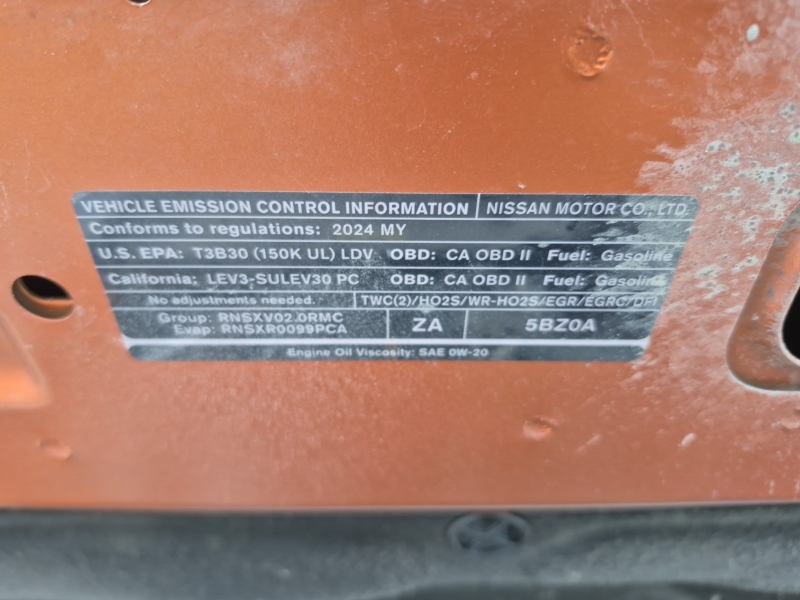 VEHICLE EMISSION CONTROL INFORMATION | NISSAN MOTOR CO., LTD.
Conforms to regulations: 2024 MY
U.S. EPA: T3B30 (150K UL) LDV OBD: CA OBD II Fuel: Gasoline
California: LEV3-SULEV30 PC OBD: CA OBD II Fuel: Gasoline
No adjustments needed. TWC(2)/HO2S/WR-HO2S/EGR/EGRC/DFI
Group: RNSXV02.0RMC
Evap: RNSXR0099PCA
ZA
5BZ0A
Engine Oil Viscosity: SAE 0W-20